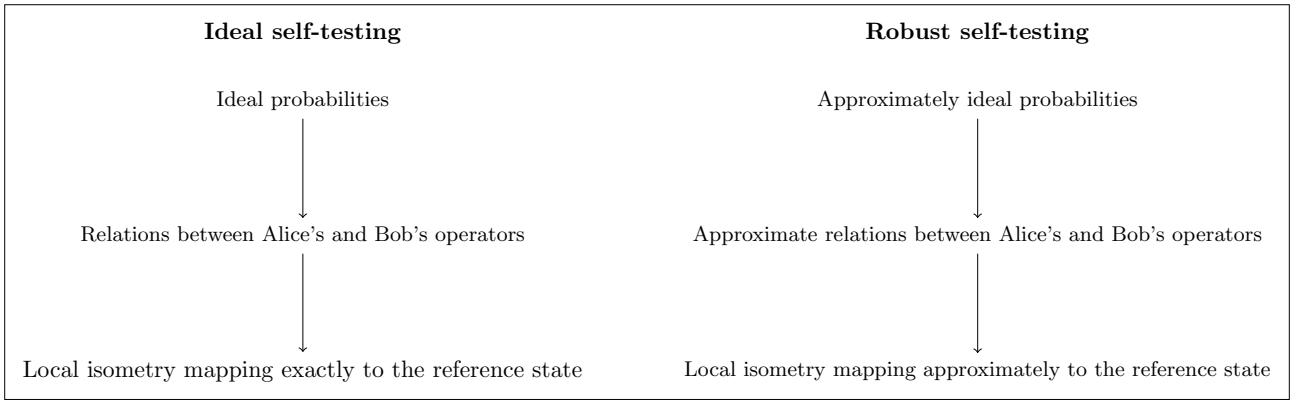 Ideal self-testing
Ideal probabilities
Relations between Alice's and Bob's operators
Local isometry mapping exactly to the reference state
Robust self-testing
Approximately ideal probabilities
Approximate relations between Alice's and Bob's operators
Local isometry mapping approximately to the reference state